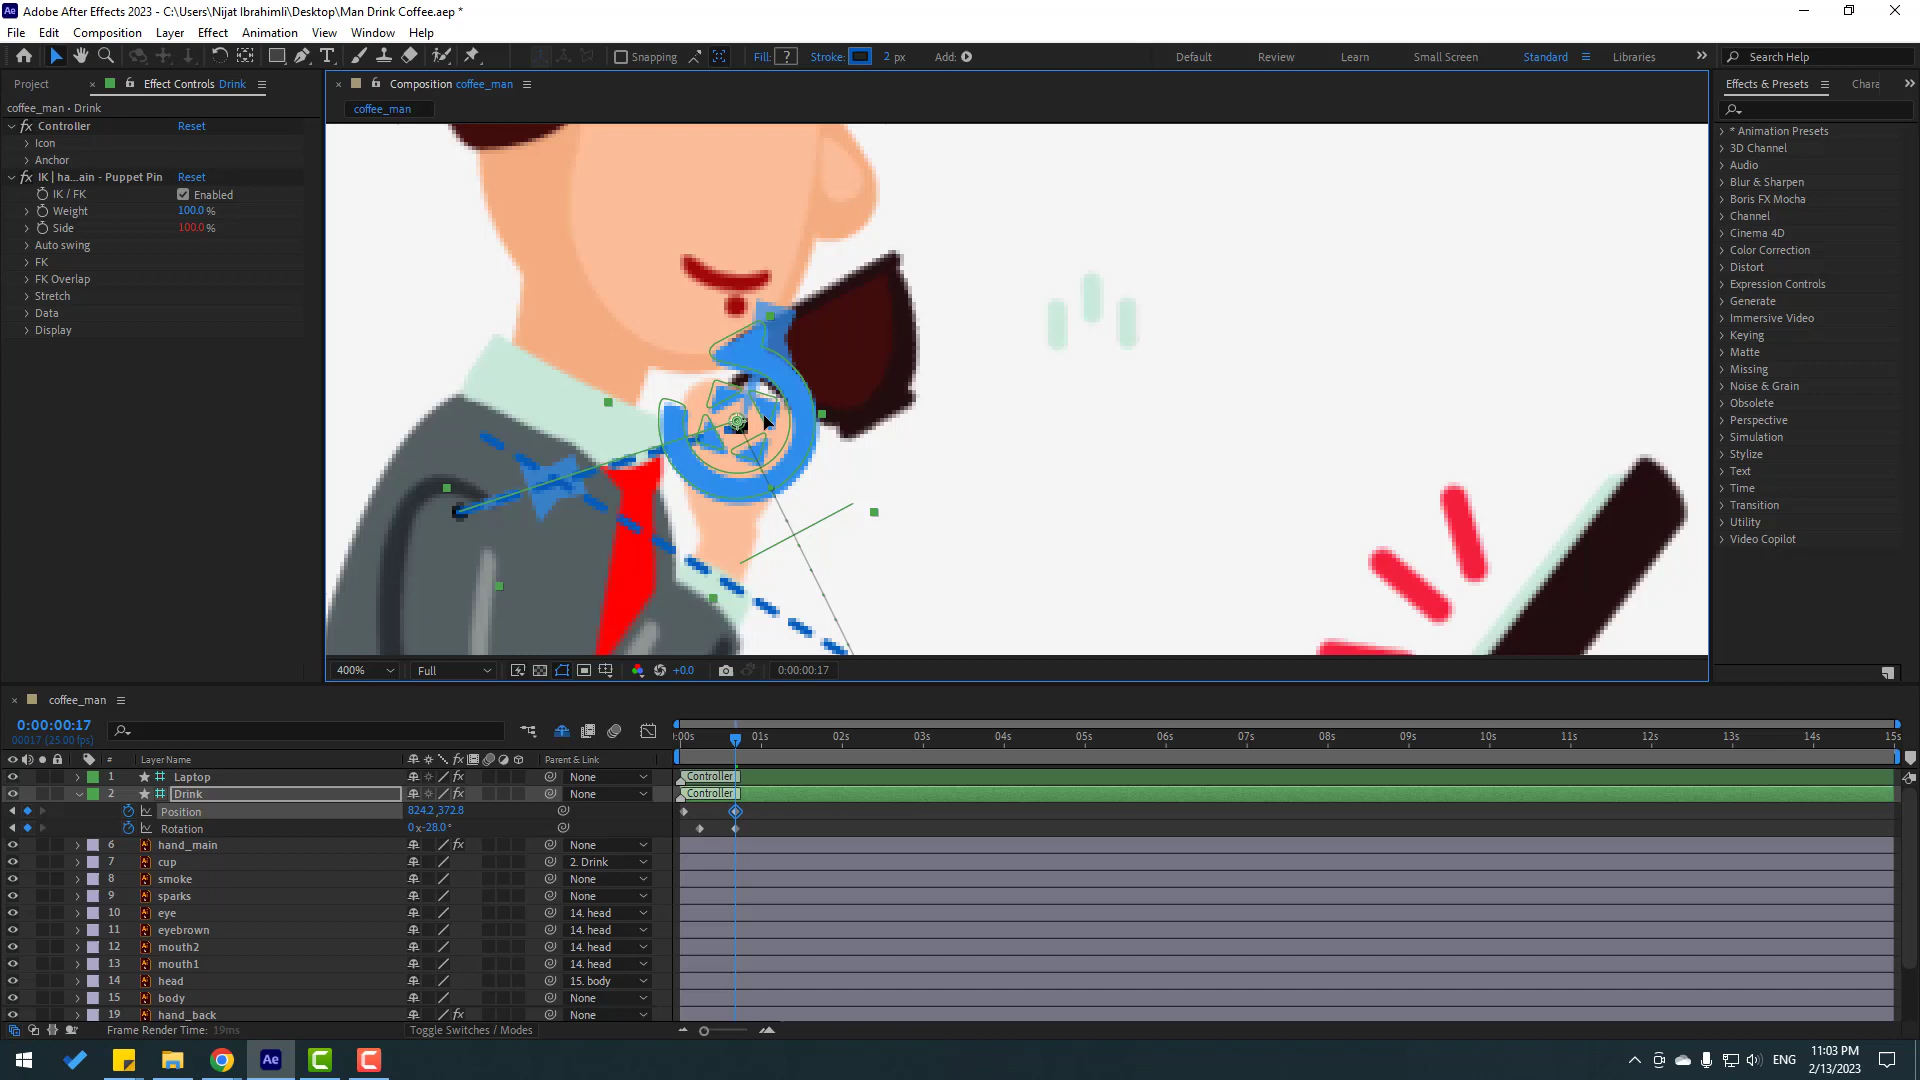 Adobe After Effects 2023 - C:\Users\Nijat Ibrahimli\Desktop\Man Drink Coffee.aep *
File Edit Composition Layer Effect Animation View Window Help
Snapping Fill: ? Stroke: 2 px Add: Default Review Learn Small Screen Standard Libraries Search Help
Project Effect Controls Drink Composition coffee_man Effects & Presets Chara
coffee_man • Drink coffee_man
Controller Reset
Icon
Anchor
IK | ha...ain - Puppet Pin Reset
IK / FK Enabled
Weight 100.0 %
Side 100.0 %
Auto swing
FK
FK Overlap
Stretch
Data
Display
* Animation Presets
3D Channel
Audio
Blur & Sharpen
Boris FX Mocha
Channel
Cinema 4D
Color Correction
Distort
Expression Controls
Generate
Immersive Video
Keying
Matte
Missing
Noise & Grain
Obsolete
Perspective
Simulation
Stylize
Text
Time
Transition
Utility
Video Copilot
400% Full +0.0 0:00:00:17
coffee_man
0:00:00:17
00017 (25.00 fps)
:00s 01s 02s 03s 04s 05s 06s 07s 08s 09s 10s 11s 12s 13s 14s 15s
# Layer Name fx Parent & Link
1 Laptop None Controller
2 Drink None Controller
Position 824.2,372.8
Rotation 0x-28.0°
6 hand_main None
7 cup 2. Drink
8 smoke None
9 sparks None
10 eye 14. head
11 eyebrown 14. head
12 mouth2 14. head
13 mouth1 14. head
14 head 15. body
15 body None
19 hand_back None
Frame Render Time: 19ms Toggle Switches / Modes
ENG 11:03 PM
2/13/2023